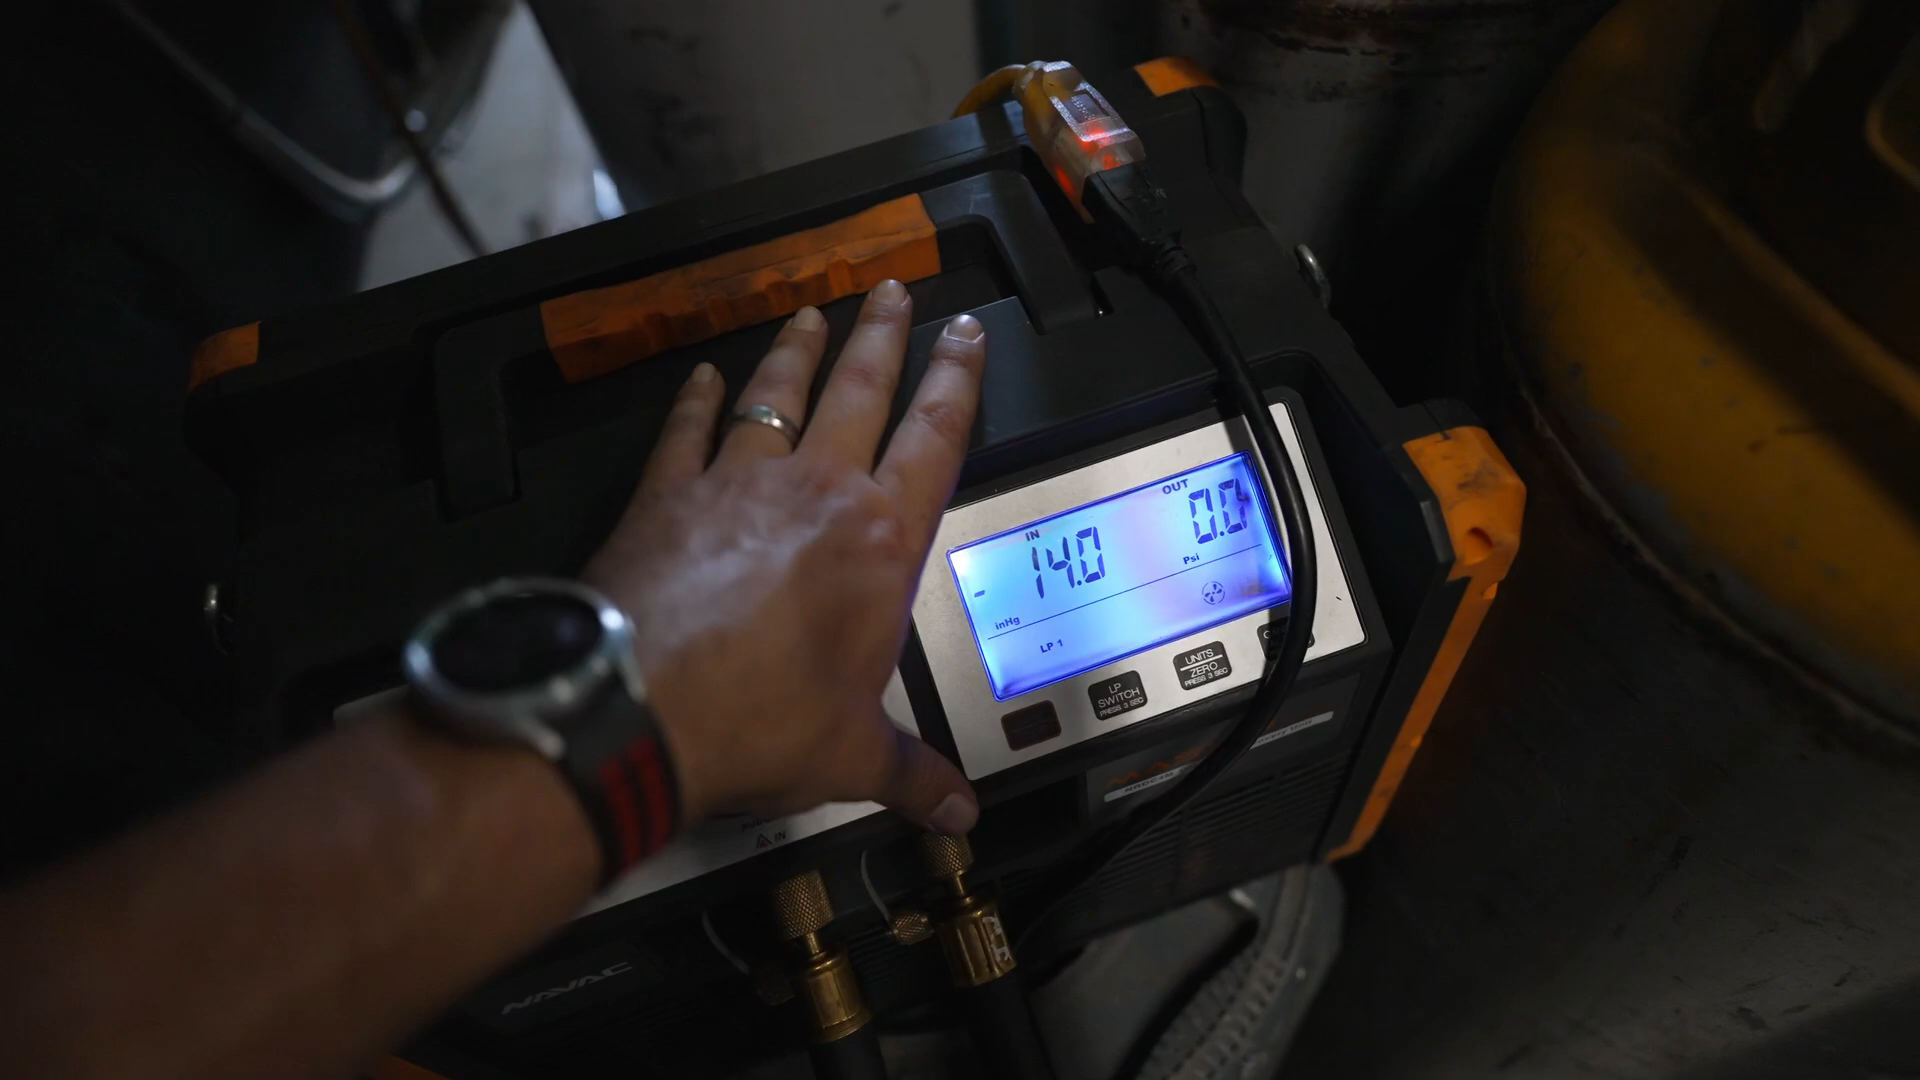 OUT
0.0
IN
- 14.0
Psi
inHg
LP 1
LP
SWITCH
PRESS 3 SEC
UNITS
ZERO
PRESS 3 SEC
IN
NAVAC